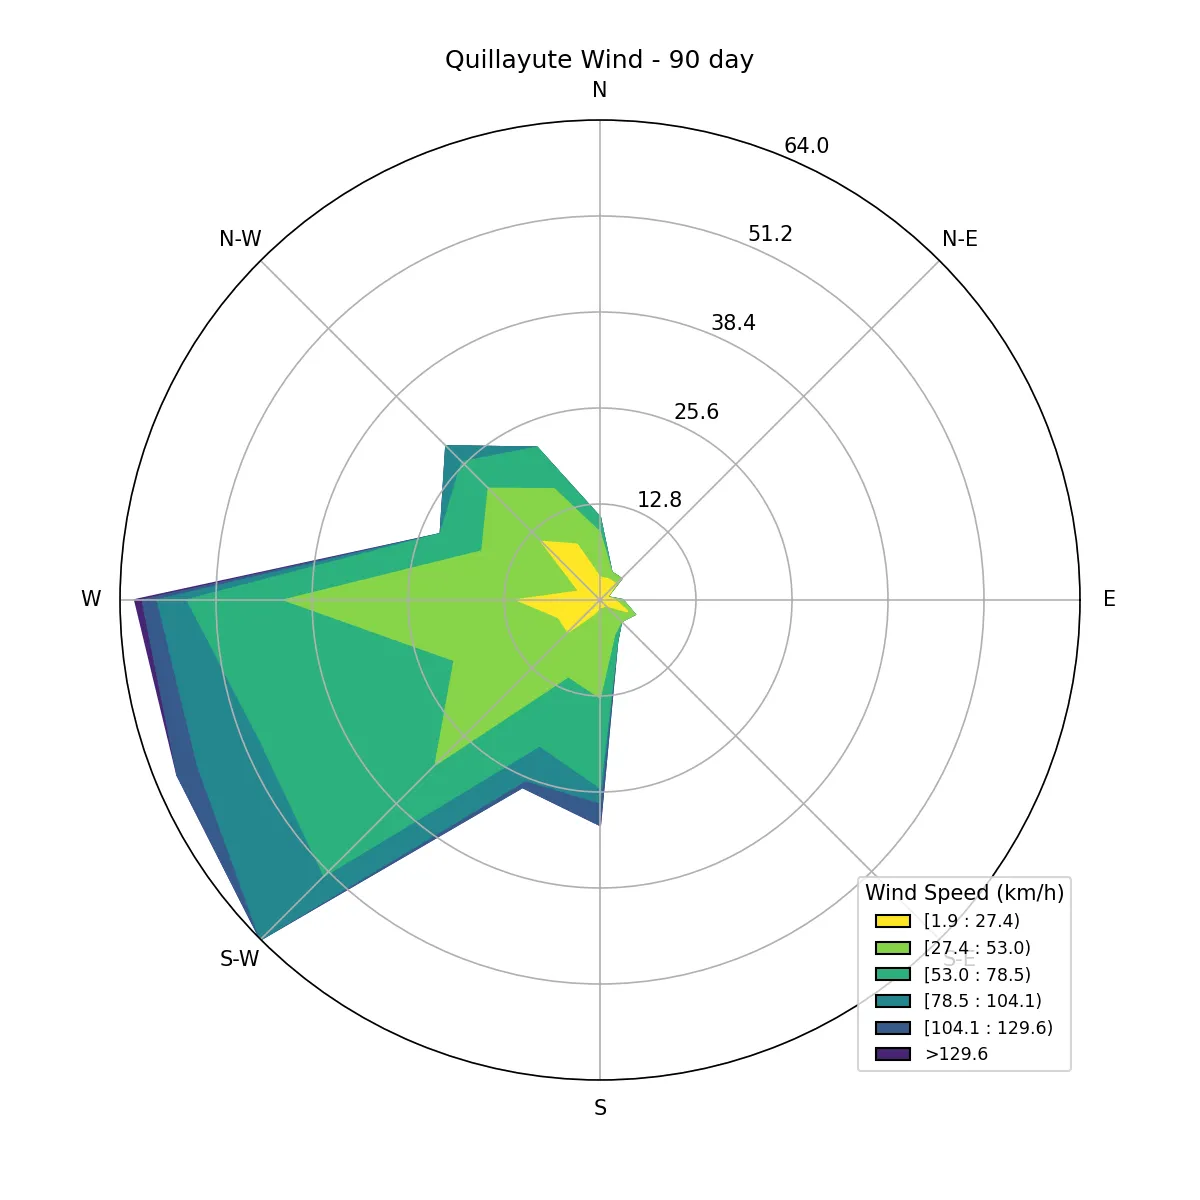 Quillayute Wind - 90 day
N
64.0
N-W
51.2
N-E
38.4
25.6
12.8
W
E
S-W
S-E
S
Wind Speed (km/h)
[1.9 : 27.4)
[27.4 : 53.0)
[53.0 : 78.5)
[78.5 : 104.1)
[104.1 : 129.6)
>129.6